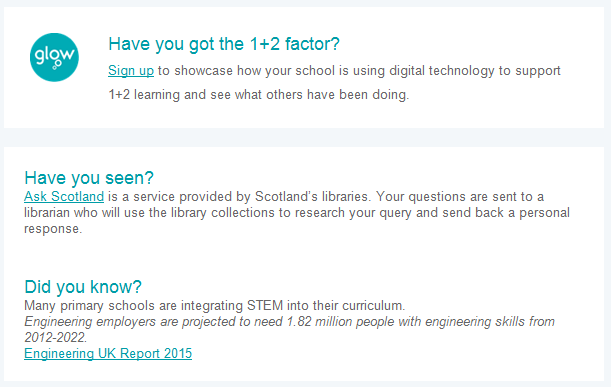 glow
Have you got the 1+2 factor?
Sign up to showcase how your school is using digital technology to support
1+2 learning and see what others have been doing.
Have you seen?
Ask Scotland is a service provided by Scotland's libraries. Your questions are sent to a
librarian who will use the library collections to research your query and send back a personal
response.
Did you know?
Many primary schools are integrating STEM into their curriculum.
Engineering employers are projected to need 1.82 million people with engineering skills from
2012-2022.
Engineering UK Report 2015